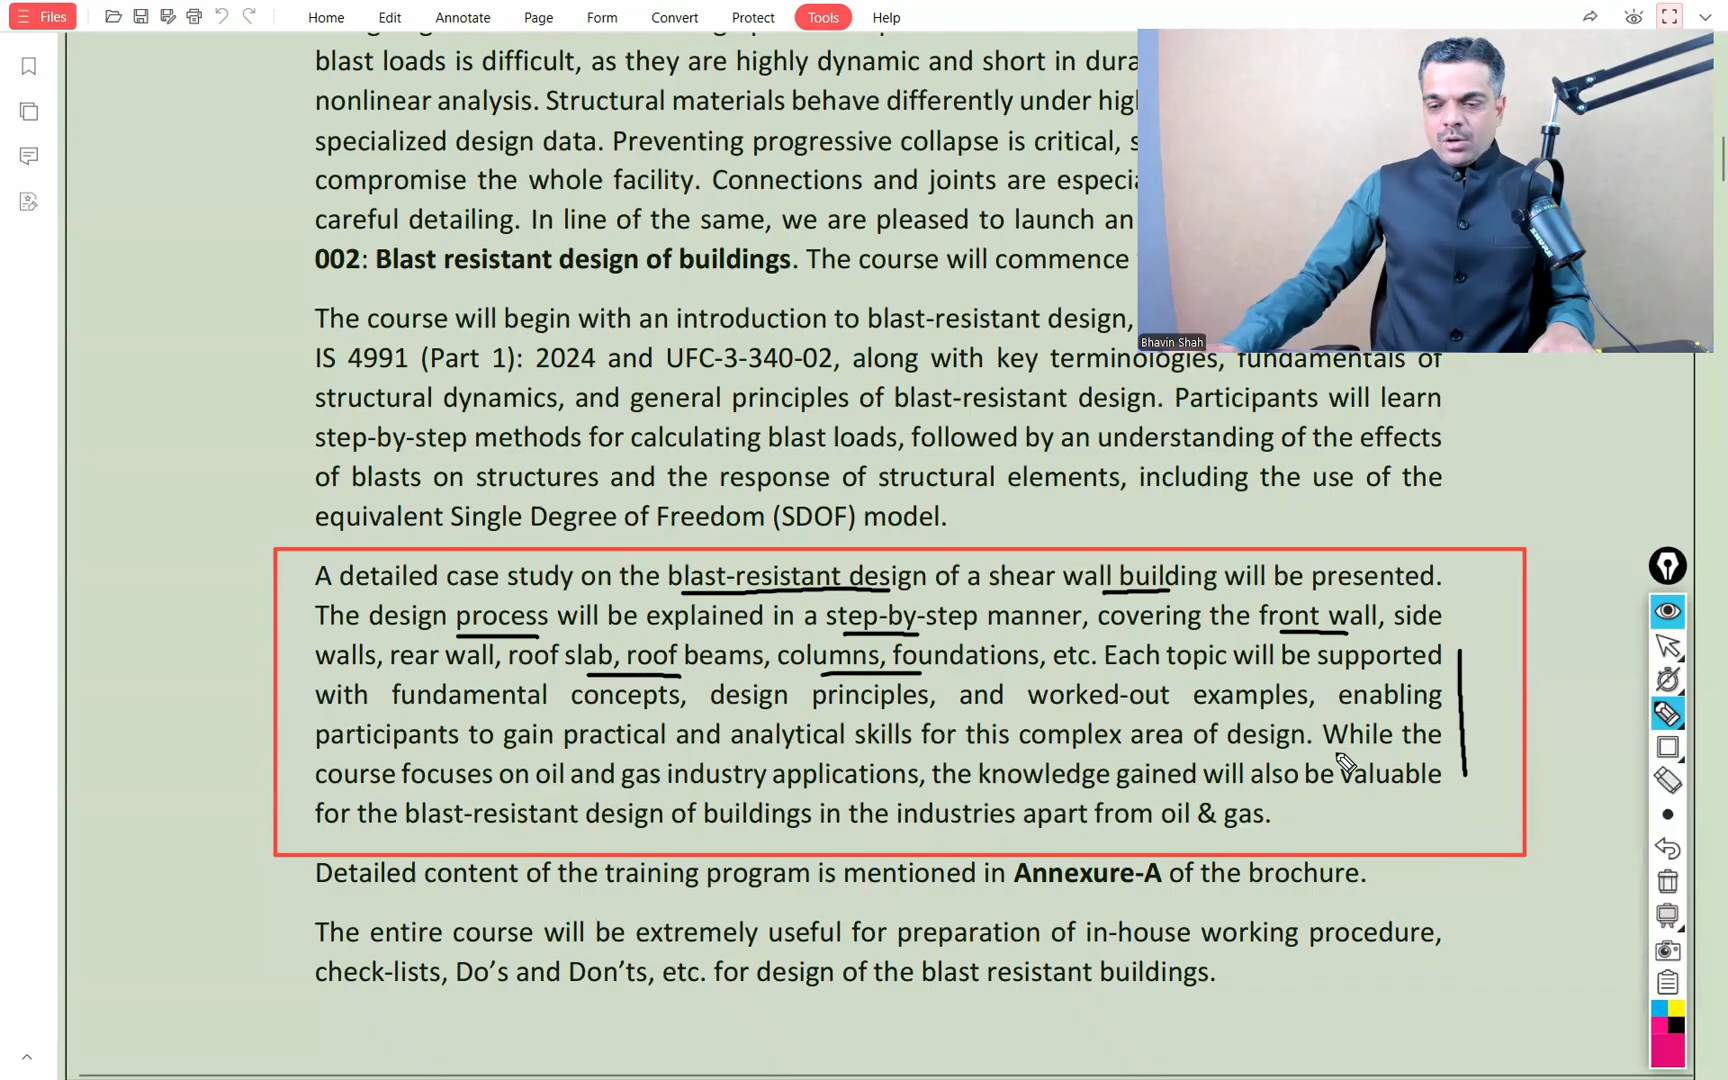 Files
Home Edit Annotate Page Form Convert Protect Tools Help
blast loads is difficult, as they are highly dynamic and short in dura
nonlinear analysis. Structural materials behave differently under hig
specialized design data. Preventing progressive collapse is critical, s
compromise the whole facility. Connections and joints are especia
careful detailing. In line of the same, we are pleased to launch an
002: Blast resistant design of buildings. The course will commence
Bhavin Shah
SHURE
The course will begin with an introduction to blast-resistant design,
IS 4991 (Part 1): 2024 and UFC-3-340-02, along with key terminologies, fundamentals of
structural dynamics, and general principles of blast-resistant design. Participants will learn
step-by-step methods for calculating blast loads, followed by an understanding of the effects
of blasts on structures and the response of structural elements, including the use of the
equivalent Single Degree of Freedom (SDOF) model.
A detailed case study on the blast-resistant design of a shear wall building will be presented.
The design process will be explained in a step-by-step manner, covering the front wall, side
walls, rear wall, roof slab, roof beams, columns, foundations, etc. Each topic will be supported
with fundamental concepts, design principles, and worked-out examples, enabling
participants to gain practical and analytical skills for this complex area of design. While the
course focuses on oil and gas industry applications, the knowledge gained will also be valuable
for the blast-resistant design of buildings in the industries apart from oil & gas.
Detailed content of the training program is mentioned in Annexure-A of the brochure.
The entire course will be extremely useful for preparation of in-house working procedure,
check-lists, Do's and Don'ts, etc. for design of the blast resistant buildings.